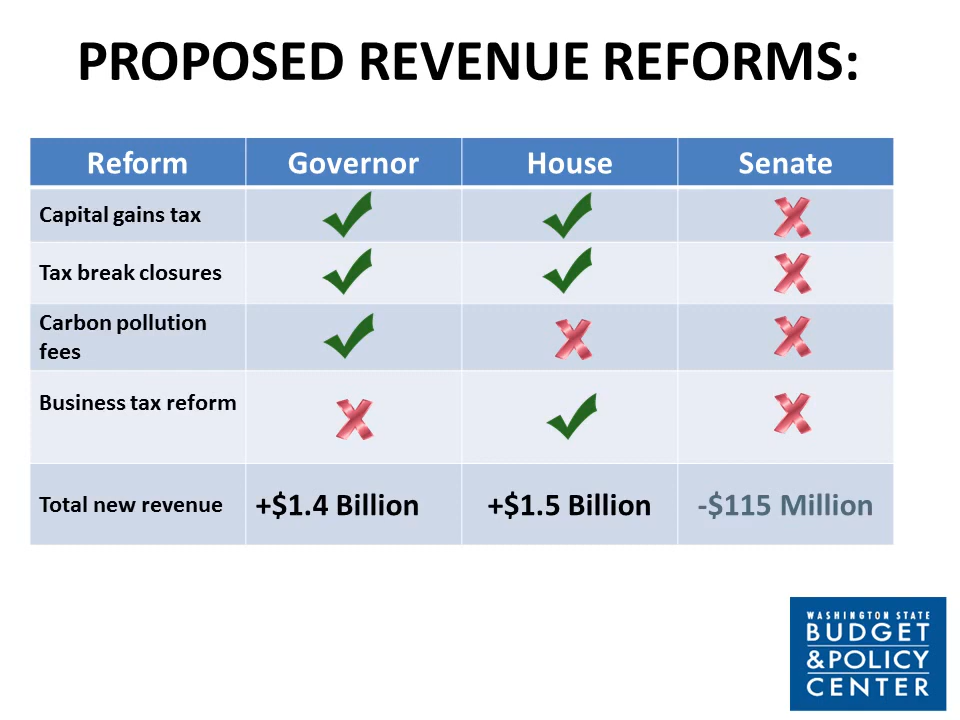 PROPOSED REVENUE REFORMS:
Reform Governor House Senate
Capital gains tax
Tax break closures
Carbon pollution
fees
Business tax reform
Total new revenue +$1.4 Billion +$1.5 Billion -$115 Million
WASHINGTON STATE
BUDGET
&POLICY
CENTER